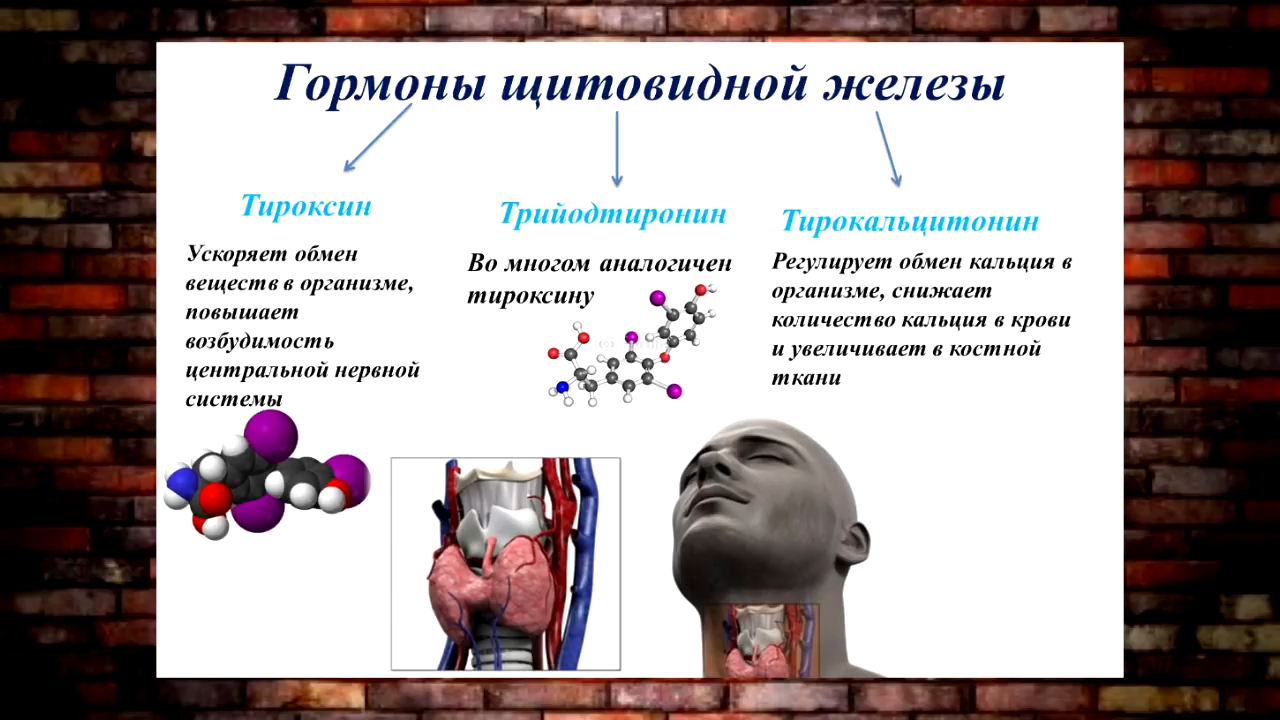 Гормоны щитовидной железы
Тироксин
Ускоряет обмен
веществ в организме,
повышает
возбудимость
центральной нервной
системы
Трийодтиронин
Во многом аналогичен
тироксину
Тирокальцитонин
Регулирует обмен кальция в
организме, снижает
количество кальция в крови
и увеличивает в костной
ткани